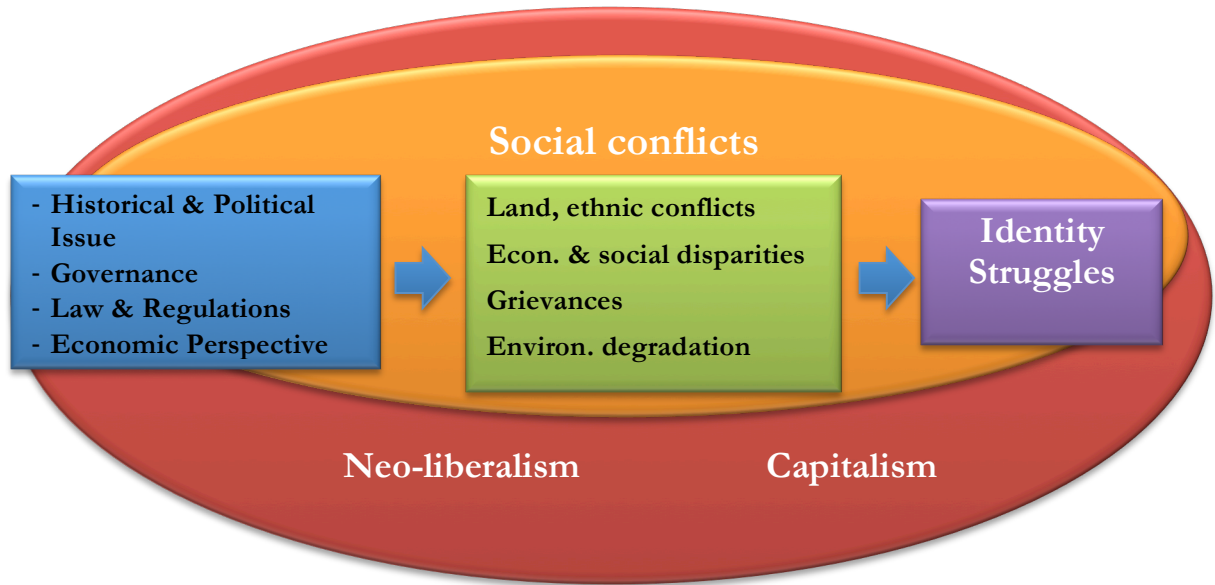 Social conflicts
- Historical & Political
Issue
- Governance
- Law & Regulations
- Economic Perspective
Land, ethnic conflicts
Econ. & social disparities
Grievances
Environ. degradation
Identity
Struggles
Neo-liberalism
Capitalism